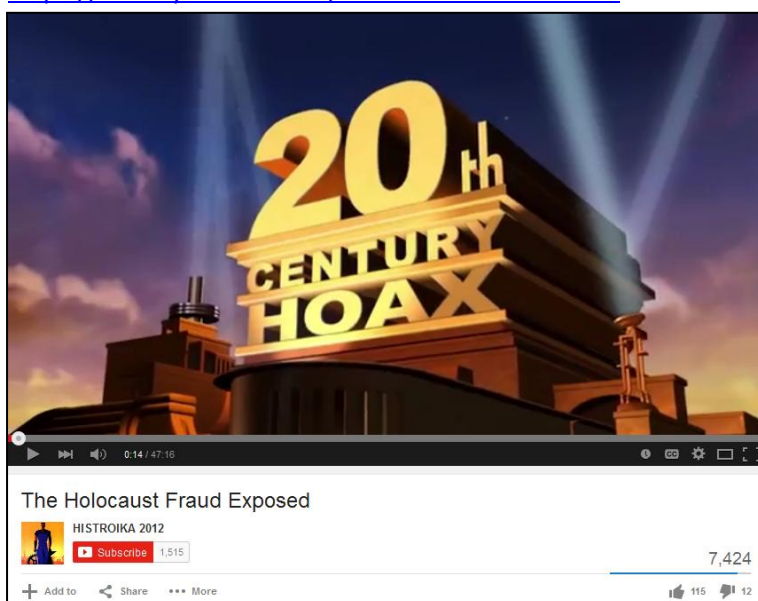 20th
CENTURY
HOAX
0:14 / 47:16
CC
The Holocaust Fraud Exposed
HISTROIKA 2012
Subscribe 1,515
7,424
Add to Share More
115 12